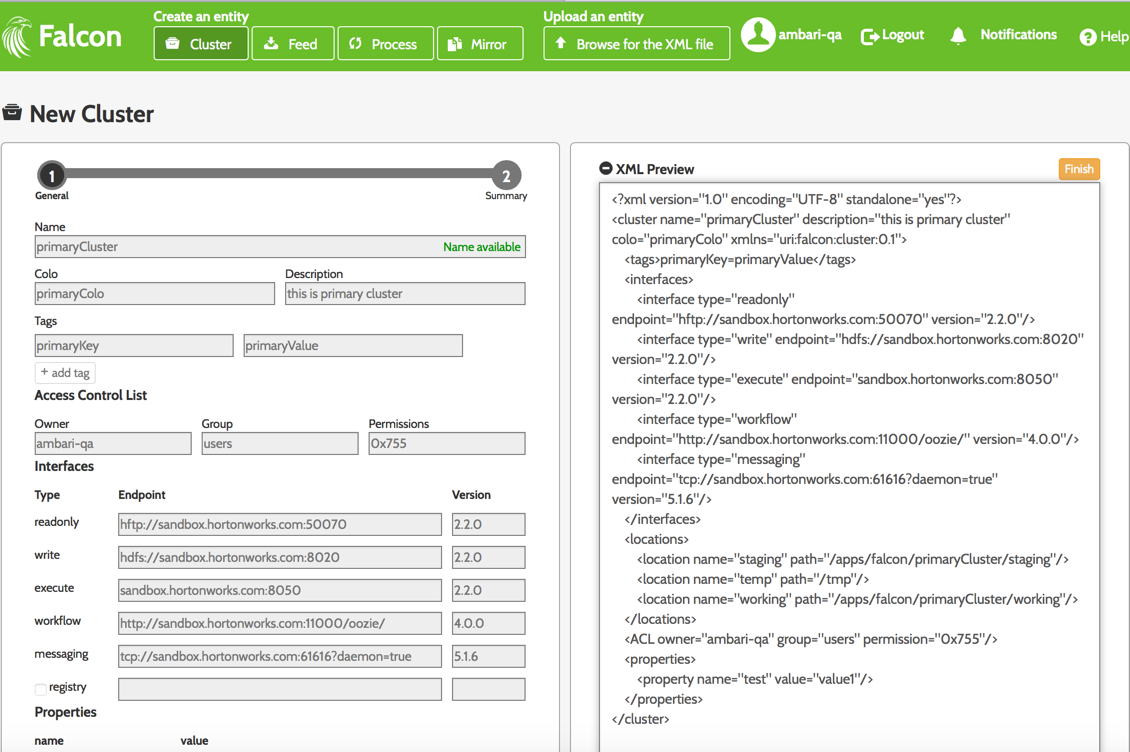 Falcon
Create an entity
Cluster
Feed
Process
Mirror
Upload an entity
Browse for the XML file
ambari-qa
Logout
Notifications
Help
New Cluster
1
General
2
Summary
Name
primaryCluster
Name available
Colo
Description
primaryColo
this is primary cluster
Tags
primaryKey
primaryValue
+ add tag
Access Control List
Owner
Group
Permissions
ambari-qa
users
0x755
Interfaces
Type
Endpoint
Version
readonly
hftp://sandbox.hortonworks.com:50070
2.2.0
write
hdfs://sandbox.hortonworks.com:8020
2.2.0
execute
sandbox.hortonworks.com:8050
2.2.0
workflow
http://sandbox.hortonworks.com:11000/oozie/
4.0.0
messaging
tcp://sandbox.hortonworks.com:61616?daemon=true
5.1.6
registry
Properties
name
value
XML Preview
Finish
<?xml version="1.0" encoding="UTF-8" standalone="yes"?>
<cluster name="primaryCluster" description="this is primary cluster"
colo="primaryColo" xmlns="uri:falcon:cluster:0.1">
<tags>primaryKey=primaryValue</tags>
<interfaces>
<interface type="readonly"
endpoint="hftp://sandbox.hortonworks.com:50070" version="2.2.0"/>
<interface type="write" endpoint="hdfs://sandbox.hortonworks.com:8020"
version="2.2.0"/>
<interface type="execute" endpoint="sandbox.hortonworks.com:8050"
version="2.2.0"/>
<interface type="workflow"
endpoint="http://sandbox.hortonworks.com:11000/oozie/" version="4.0.0"/>
<interface type="messaging"
endpoint="tcp://sandbox.hortonworks.com:61616?daemon=true"
version="5.1.6"/>
</interfaces>
<locations>
<location name="staging" path="/apps/falcon/primaryCluster/staging"/>
<location name="temp" path="/tmp"/>
<location name="working" path="/apps/falcon/primaryCluster/working"/>
</locations>
<ACL owner="ambari-qa" group="users" permission="0x755"/>
<properties>
<property name="test" value="value1"/>
</properties>
</cluster>